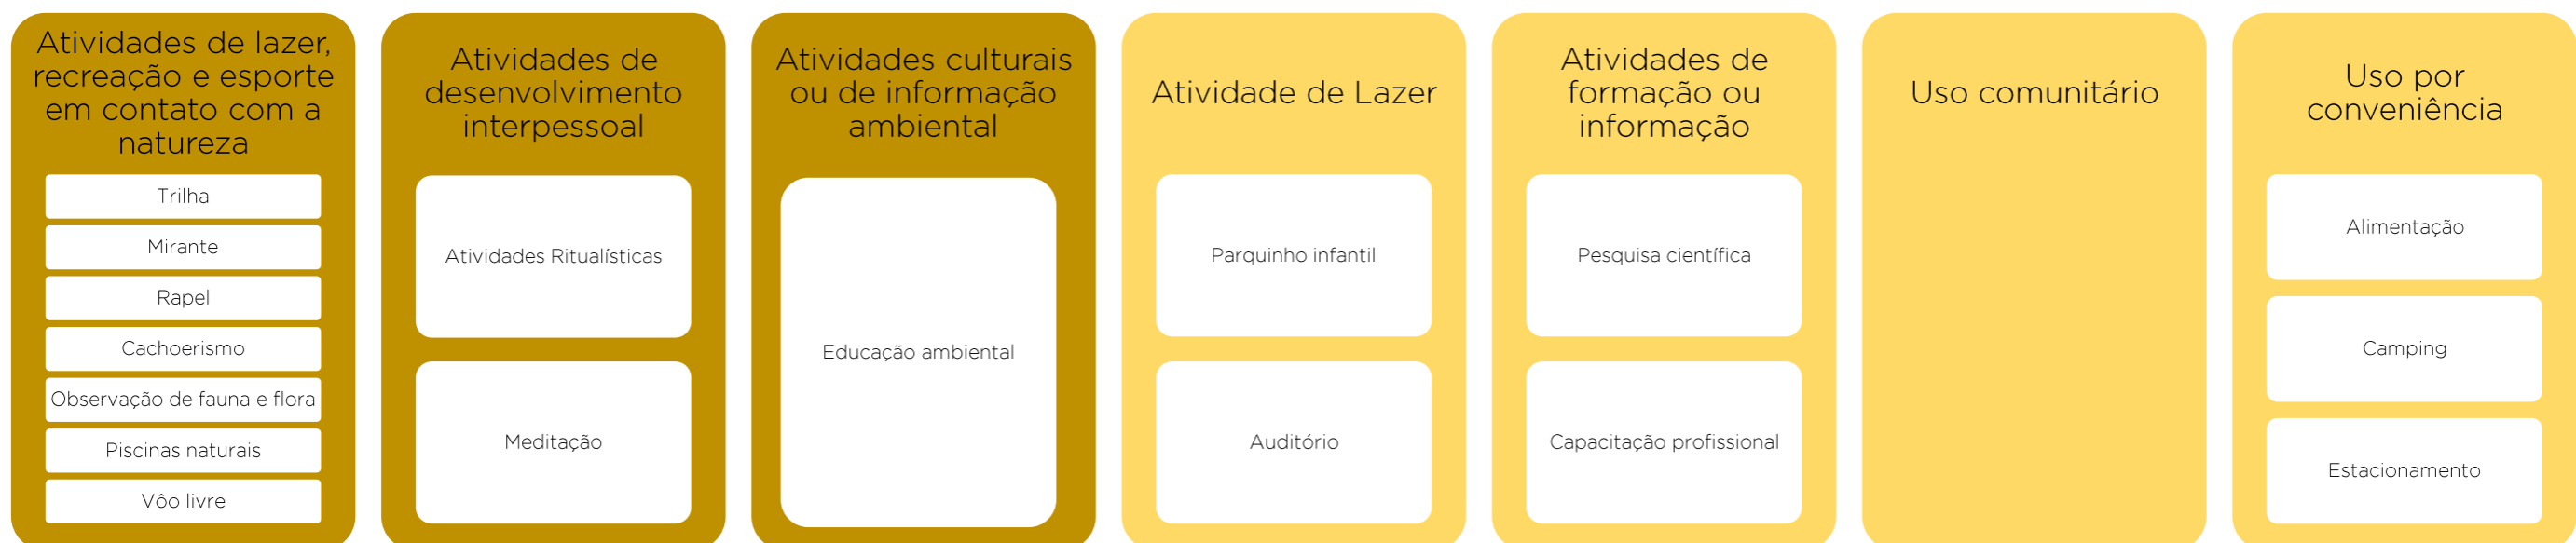 Atividades de lazer,
recreação e esporte
em contato com a
natureza
Trilha
Mirante
Rapel
Cachoerismo
Observação de fauna e flora
Piscinas naturais
Vôo livre
Atividades de
desenvolvimento
interpessoal
Atividades Ritualísticas
Meditação
Atividades culturais
ou de informação
ambiental
Educação ambiental
Atividade de Lazer
Parquinho infantil
Auditório
Atividades de
formação ou
informação
Pesquisa científica
Capacitação profissional
Uso comunitário
Uso por
conveniência
Alimentação
Camping
Estacionamento